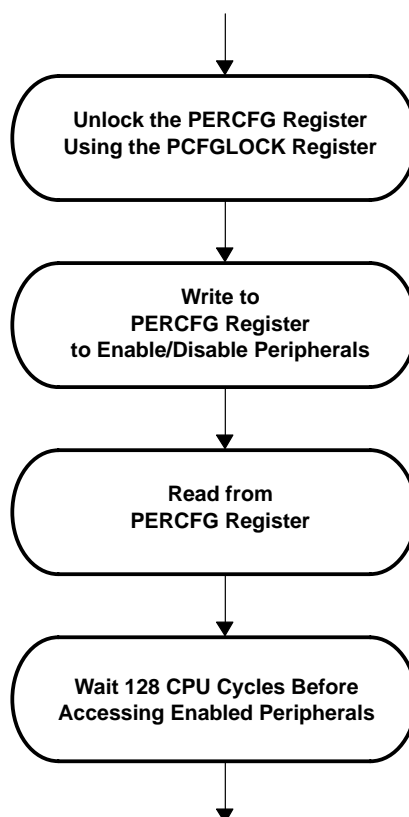 Unlock the PERCFG Register
Using the PCFGLOCK Register
Write to
PERCFG Register
to Enable/Disable Peripherals
Read from
PERCFG Register
Wait 128 CPU Cycles Before
Accessing Enabled Peripherals